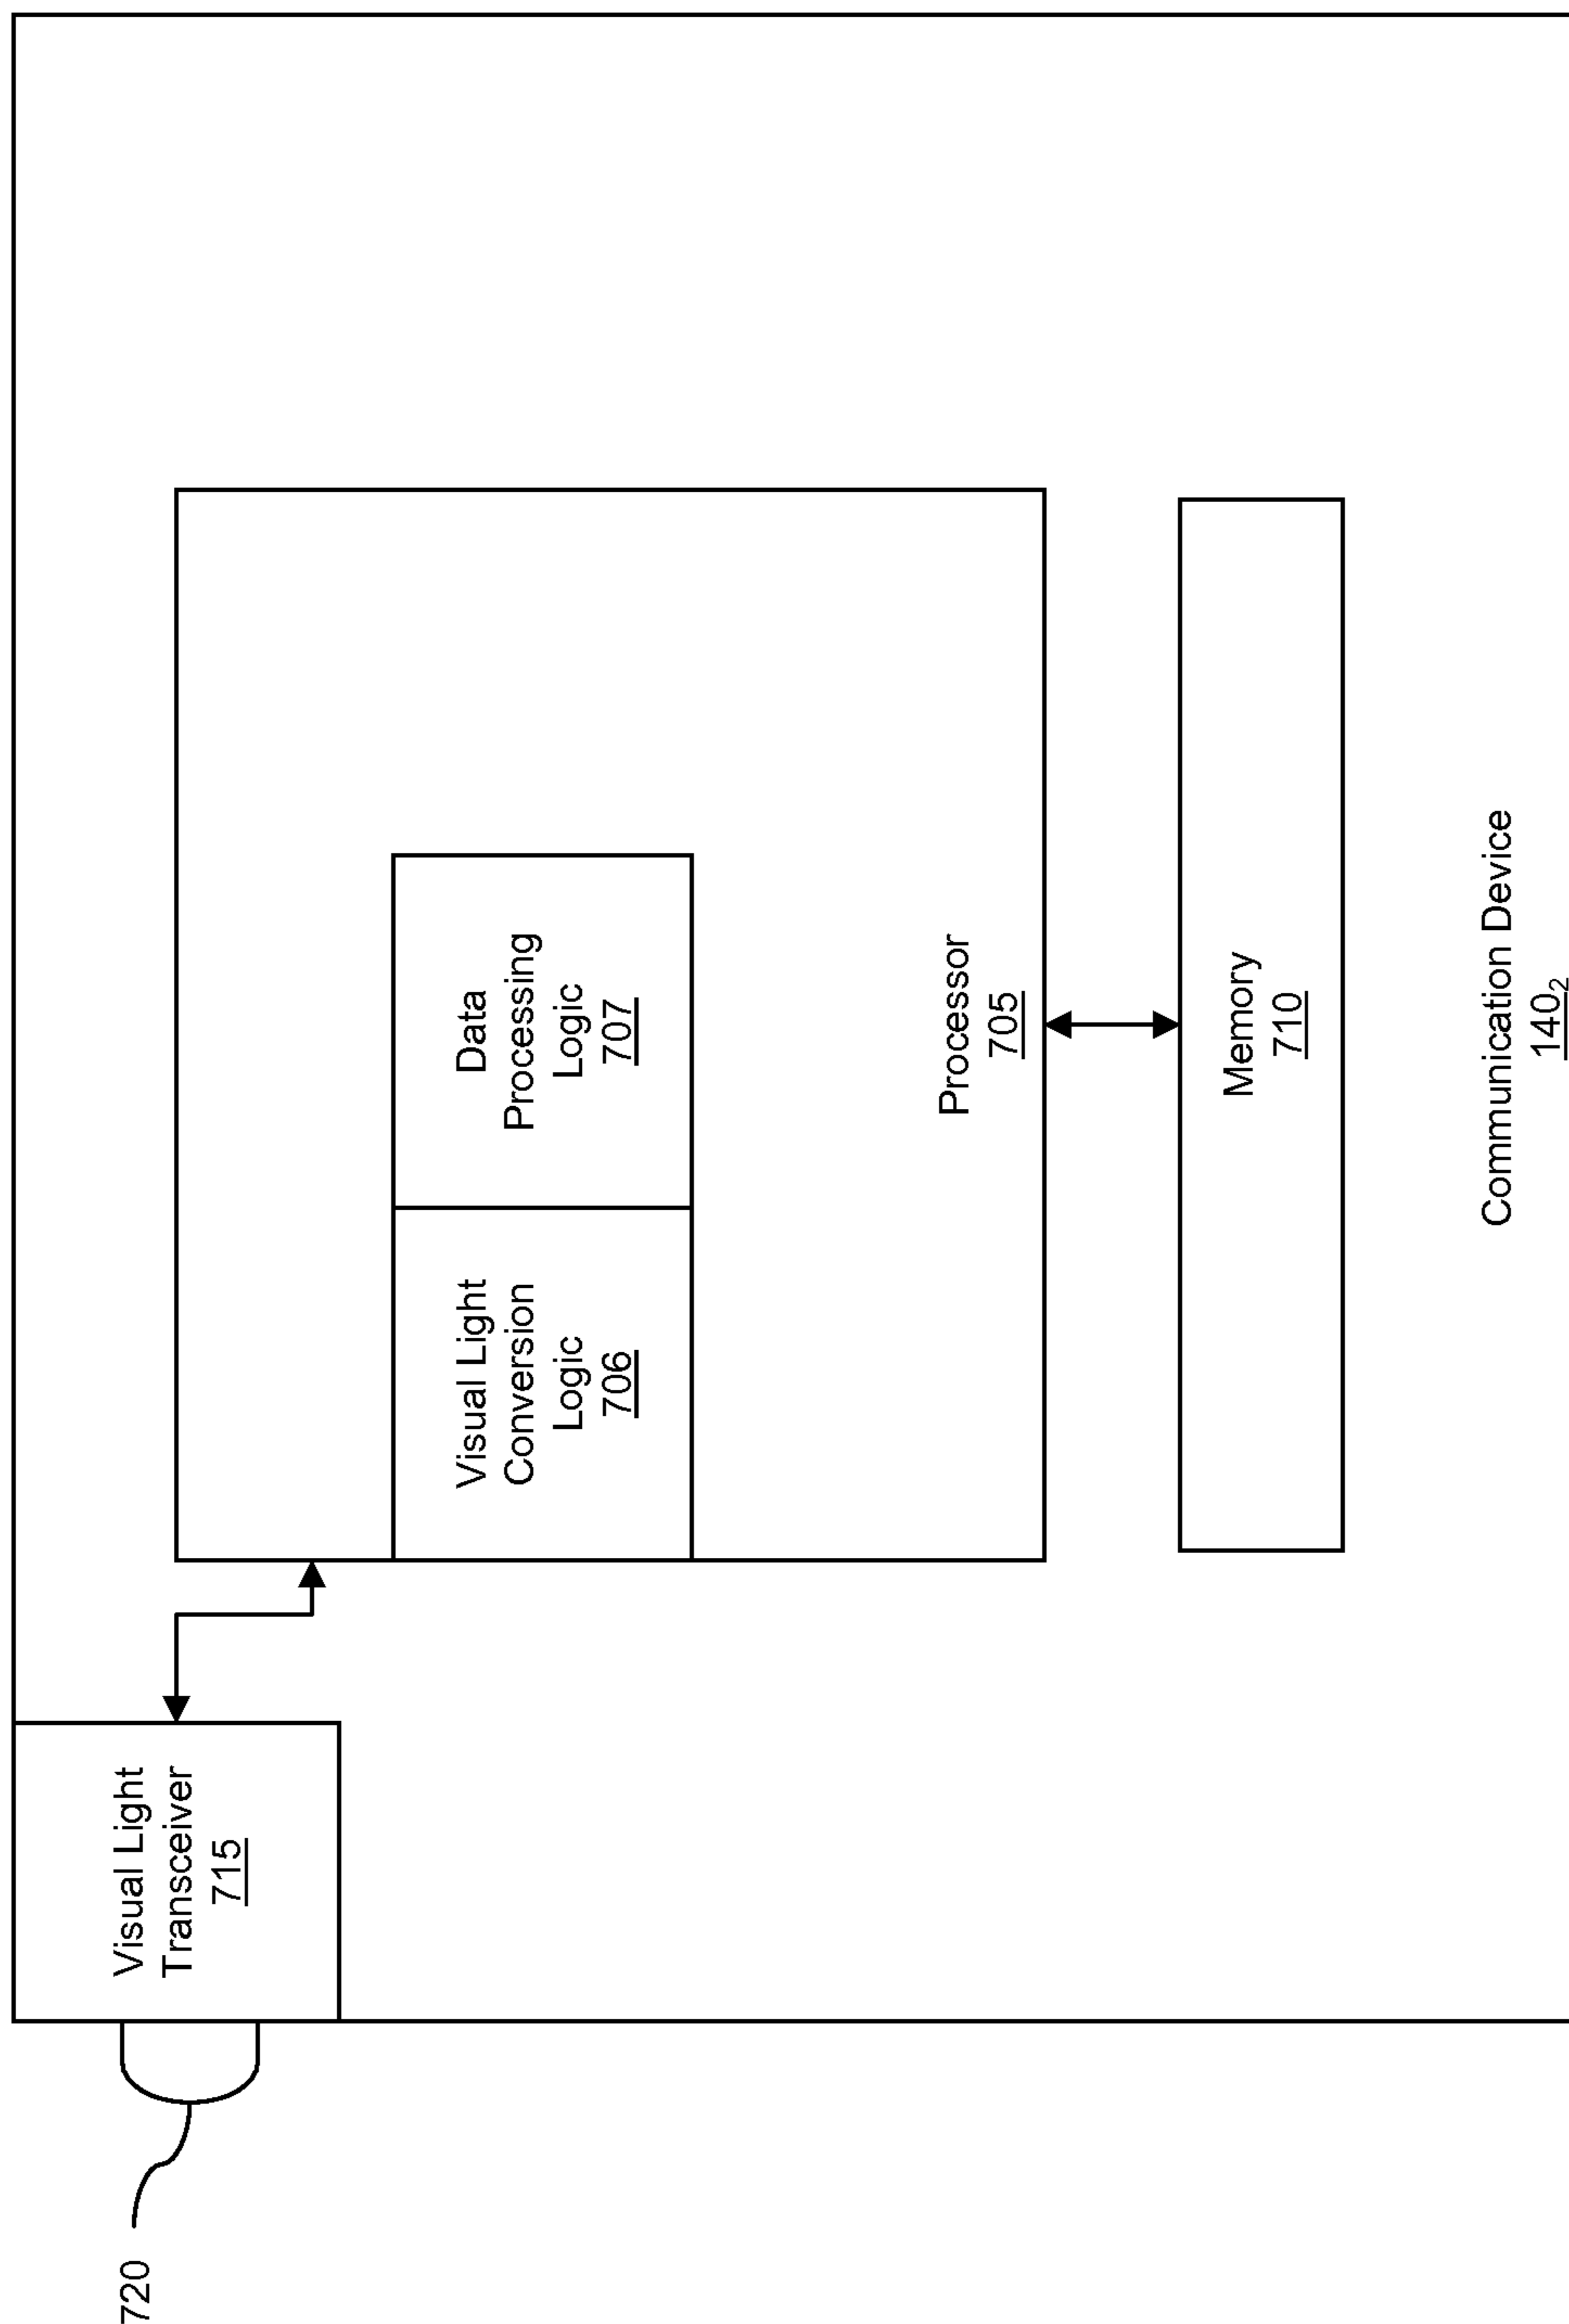 720
Visual Light
Transceiver
715
Visual Light
Conversion
Logic
706
Data
Processing
Logic
707
Processor
705
Memory
710
Communication Device
140₂